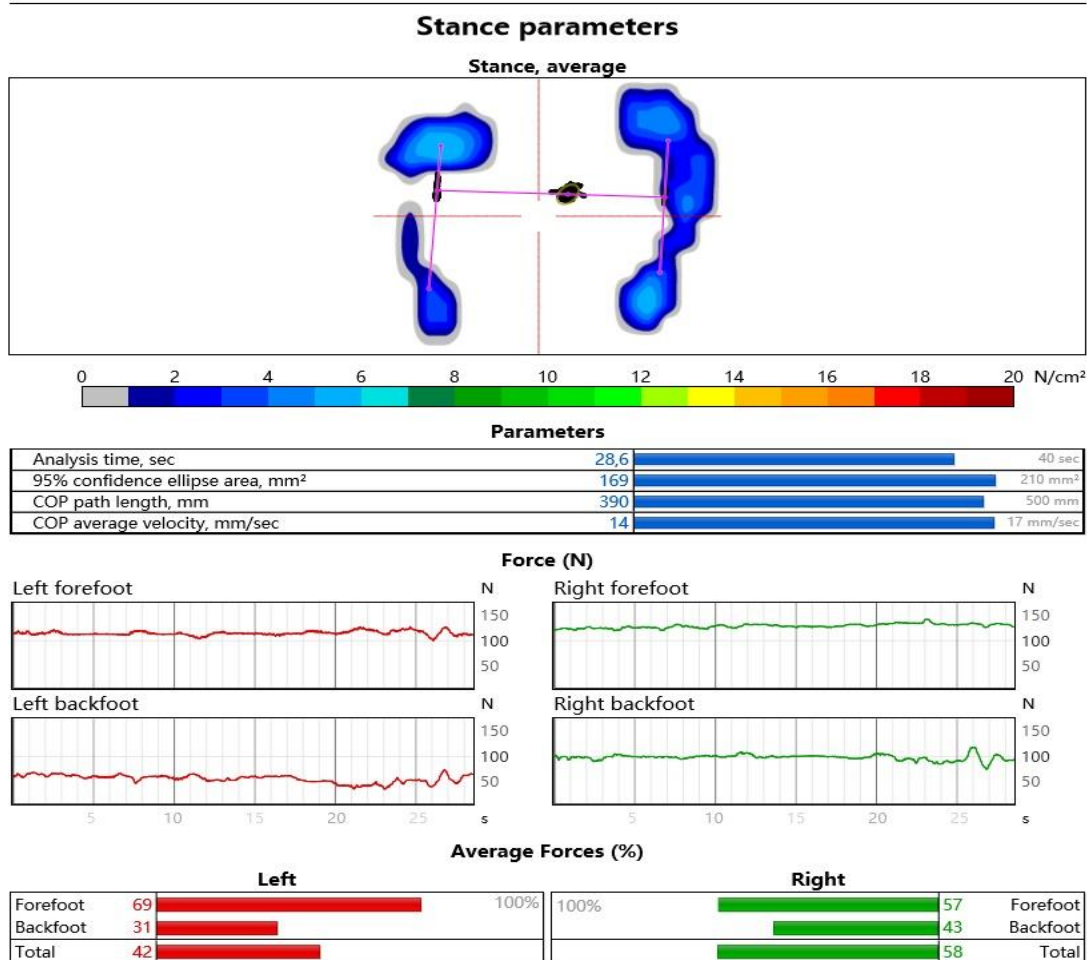 Stance parameters
Stance, average
0 2 4 6 8 10 12 14 16 18 20 N/cm²
Parameters
Analysis time, sec 28,6 40 sec
95% confidence ellipse area, mm² 169 210 mm²
COP path length, mm 390 500 mm
COP average velocity, mm/sec 14 17 mm/sec
Force (N)
Left forefoot N Right forefoot N
150 150
100 100
50 50
Left backfoot N Right backfoot N
150 150
100 100
50 50
5 10 15 20 25 s 5 10 15 20 25 s
Average Forces (%)
Left Right
Forefoot 69 100% 100% 57 Forefoot
Backfoot 31 43 Backfoot
Total 42 58 Total